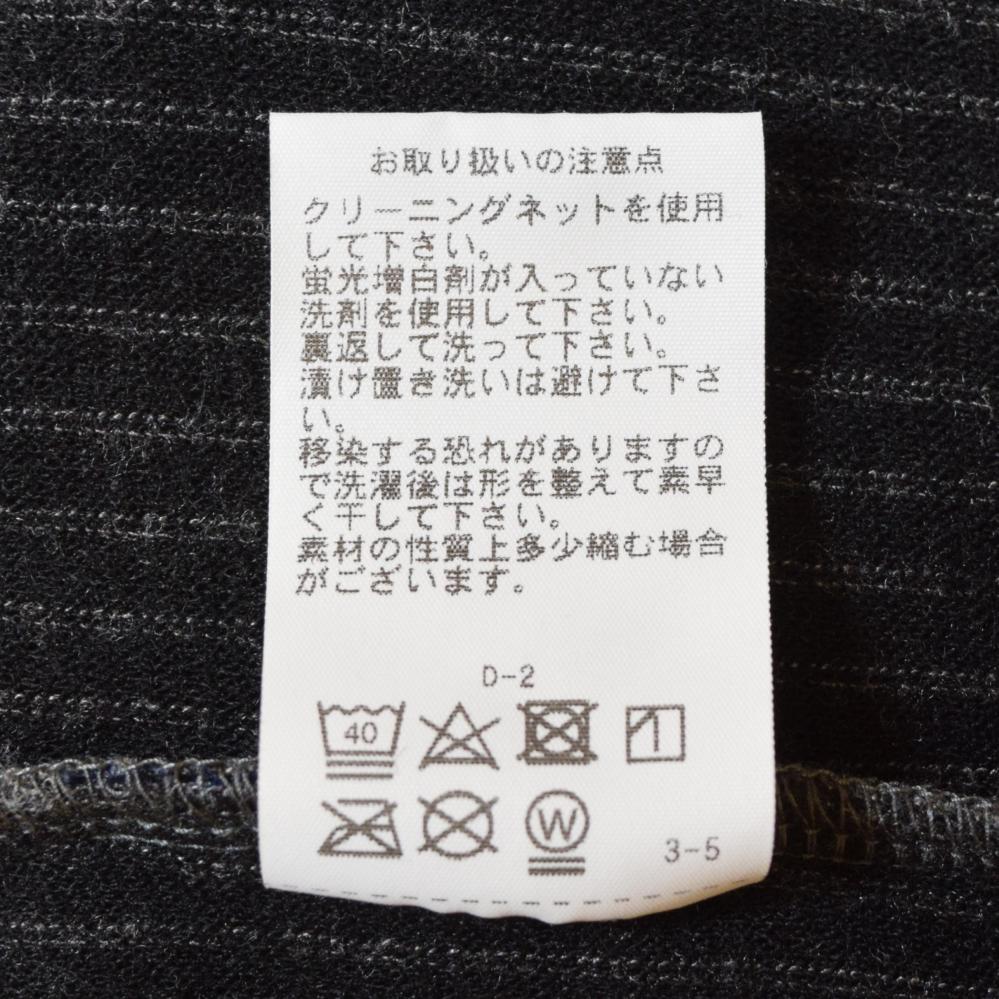 お取り扱いの注意点
クリーニングネットを使用
して下さい。
蛍光増白剤が入っていない
洗剤を使用して下さい。
裏返して洗って下さい。
漬け置き洗いは避けて下さ
い。
移染する恐れがありますの
で洗濯後は形を整えて素早
く干して下さい。
素材の性質上多少縮む場合
がございます。
D-2
40
W
3-5